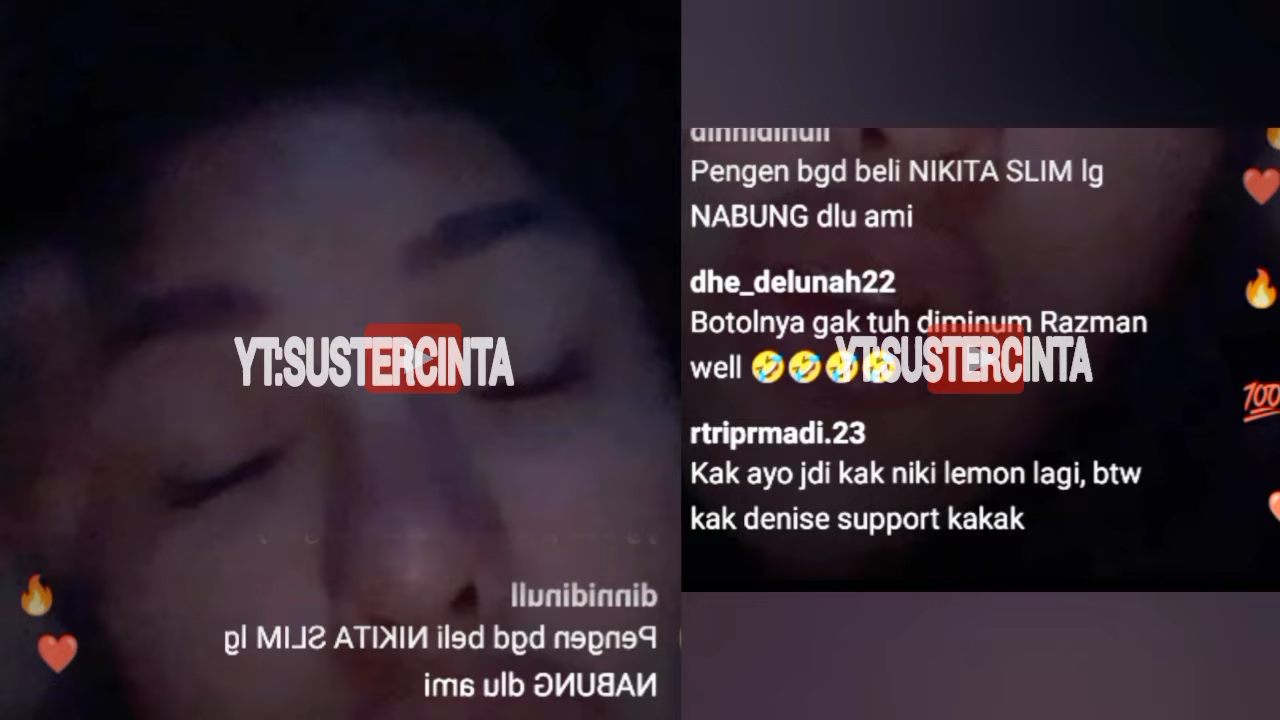 YT:SUSTERCINTA
dinnidinull
Pengen bgd beli NIKITA SLIM lg
NABUNG dlu ami
dinnidinull
Pengen bgd beli NIKITA SLIM lg
NABUNG dlu ami
dhe_delunah22
Botolnya gak tuh diminum Razman
well 🤣🤣🤣🤣
YT:SUSTERCINTA
rtriprmadi.23
Kak ayo jdi kak niki lemon lagi, btw
kak denise support kakak
💯